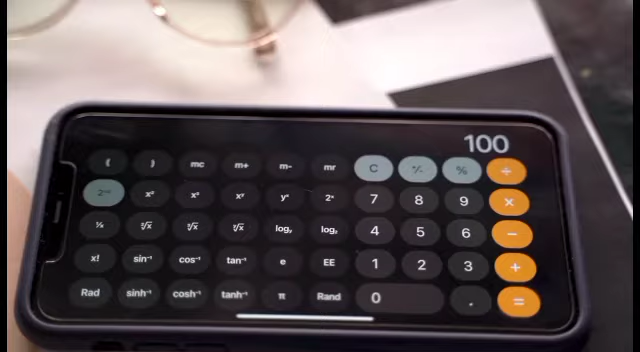 100
( ) mc m+ m- mr C ⁺∕₋ % ÷
2ⁿᵈ x² x³ xʸ yˣ 2ˣ 7 8 9 ×
¹∕ₓ ²√x ³√x ʸ√x logᵧ log₂ 4 5 6 −
x! sin⁻¹ cos⁻¹ tan⁻¹ e EE 1 2 3 +
Rad sinh⁻¹ cosh⁻¹ tanh⁻¹ π Rand 0 . =